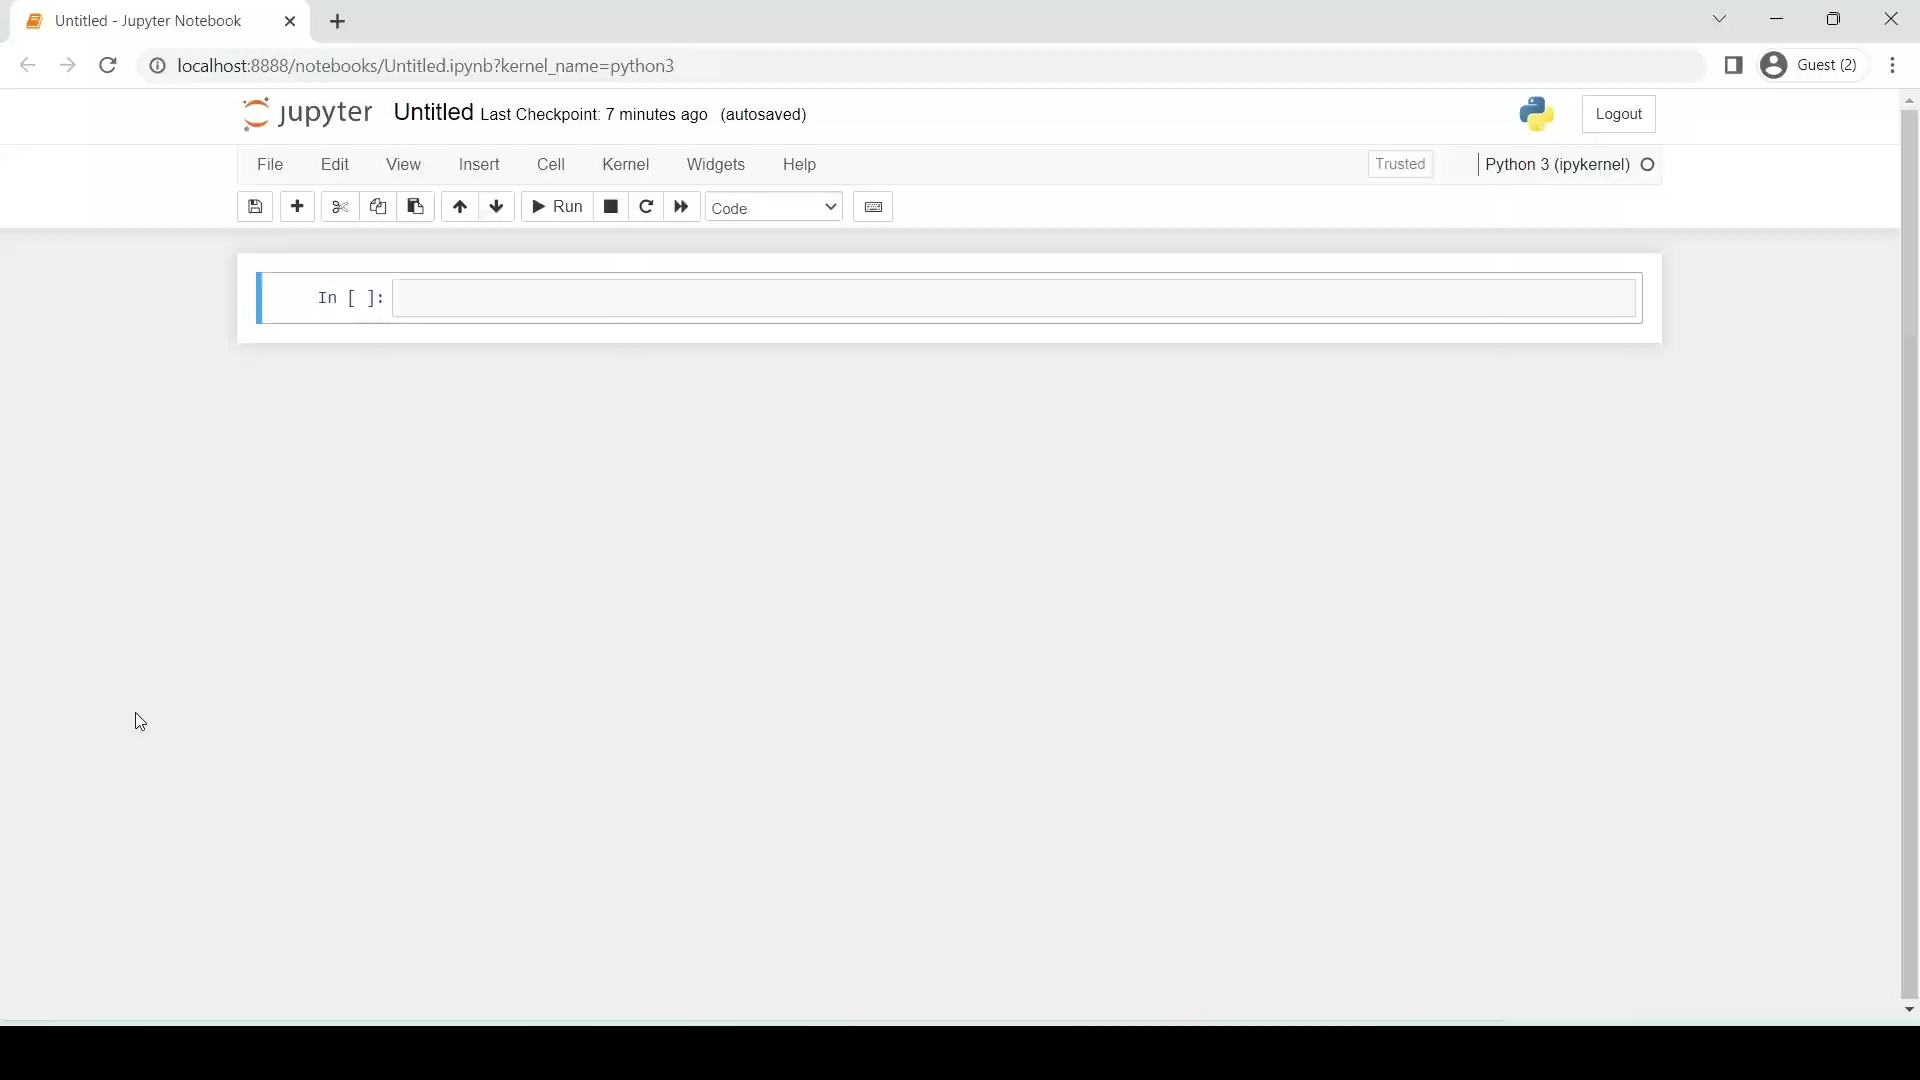 Untitled - Jupyter Notebook
localhost:8888/notebooks/Untitled.ipynb?kernel_name=python3
Guest (2)
jupyter Untitled Last Checkpoint: 7 minutes ago (autosaved)
Logout
File Edit View Insert Cell Kernel Widgets Help
Trusted
Python 3 (ipykernel)
Run
Code
In [ ]: